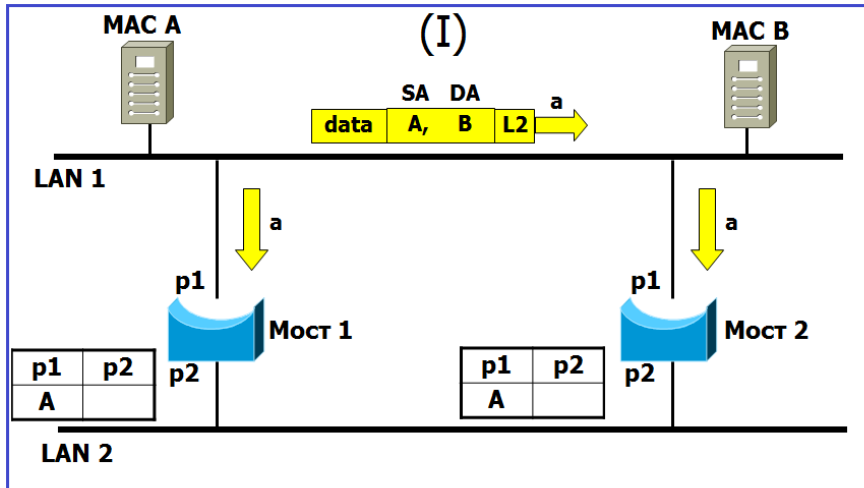 MAC A
(I)
MAC B
SA DA
a
data A, B L2
LAN 1
a
a
p1
p1
Мост 1
Мост 2
p1 p2
A
p2
p1 p2
A
p2
LAN 2